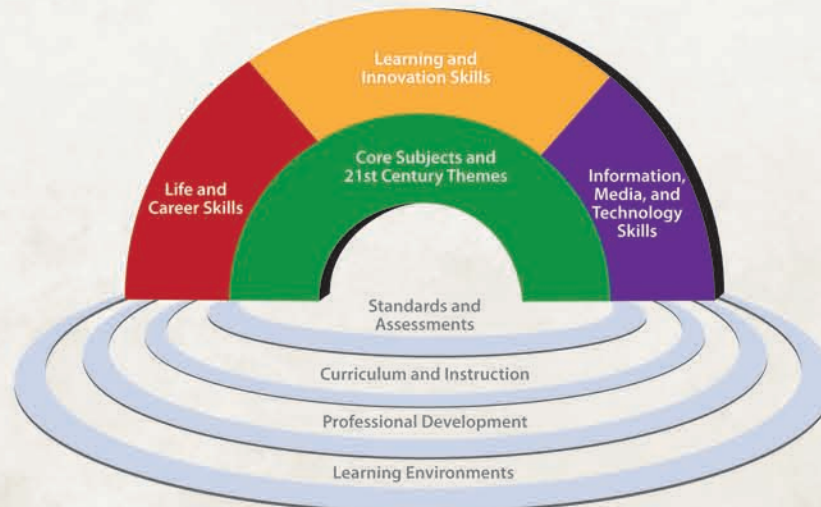 Learning and
Innovation Skills
Core Subjects and
21st Century Themes
Life and
Career Skills
Information,
Media, and
Technology
Skills
Standards and
Assessments
Curriculum and Instruction
Professional Development
Learning Environments